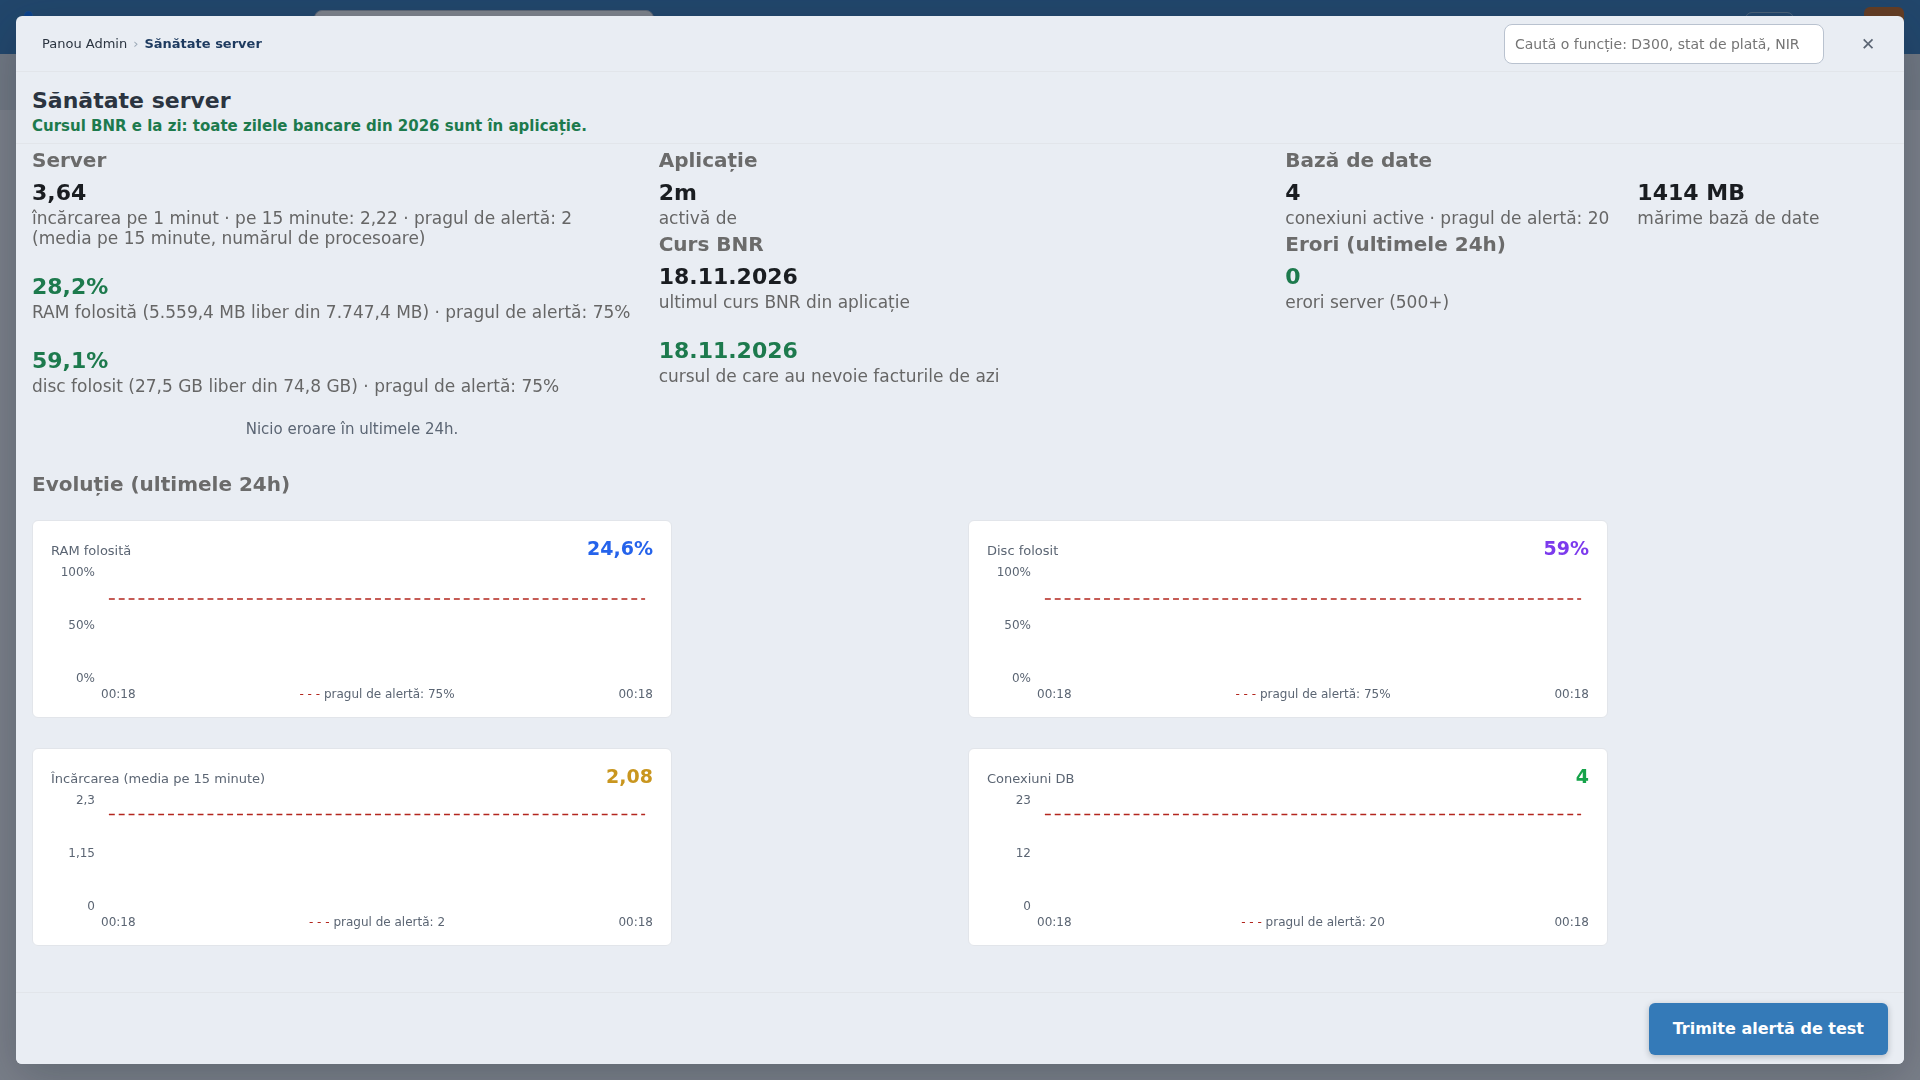 Panou Admin › Sănătate server
Caută o funcție: D300, stat de plată, NIR
✕
Sănătate server
Cursul BNR e la zi: toate zilele bancare din 2026 sunt în aplicație.
Server
3,64
încărcarea pe 1 minut · pe 15 minute: 2,22 · pragul de alertă: 2
(media pe 15 minute, numărul de procesoare)
28,2%
RAM folosită (5.559,4 MB liber din 7.747,4 MB) · pragul de alertă: 75%
59,1%
disc folosit (27,5 GB liber din 74,8 GB) · pragul de alertă: 75%
Aplicație
2m
activă de
Curs BNR
18.11.2026
ultimul curs BNR din aplicație
18.11.2026
cursul de care au nevoie facturile de azi
Bază de date
4
conexiuni active · pragul de alertă: 20
1414 MB
mărime bază de date
Erori (ultimele 24h)
0
erori server (500+)
Nicio eroare în ultimele 24h.
Evoluție (ultimele 24h)
RAM folosită
24,6%
100%
50%
0%
00:18
- - - pragul de alertă: 75%
00:18
Disc folosit
59%
100%
50%
0%
00:18
- - - pragul de alertă: 75%
00:18
Încărcarea (media pe 15 minute)
2,08
2,3
1,15
0
00:18
- - - pragul de alertă: 2
00:18
Conexiuni DB
4
23
12
0
00:18
- - - pragul de alertă: 20
00:18
Trimite alertă de test